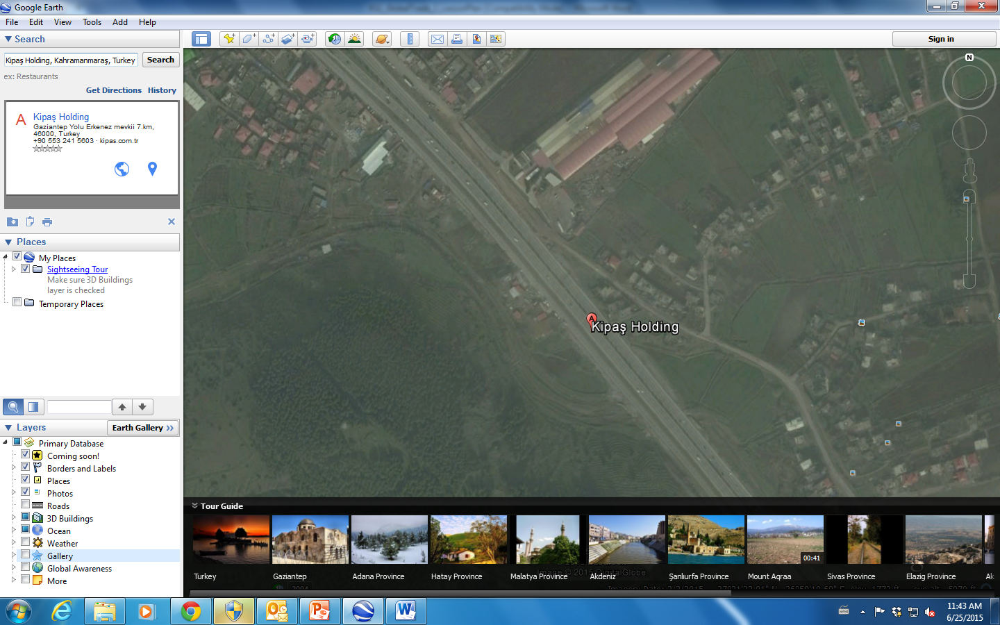 Google Earth
File Edit View Tools Add Help
Search
Sign in
Kipaş Holding, Kahramanmaraş, Turkey
Search
ex: Restaurants
Get Directions History
A
Kipaş Holding
Gaziantep Yolu Erkenez mevkii 7.km,
46000, Turkey
+90 553 241 5603 · kipas.com.tr
Places
My Places
Sightseeing Tour
Make sure 3D Buildings
layer is checked
Temporary Places
Layers
Earth Gallery »
Primary Database
Coming soon!
Borders and Labels
Places
Photos
Roads
3D Buildings
Ocean
Weather
Gallery
Global Awareness
More
N
A
Kipaş Holding
Tour Guide
00:41
Turkey Gaziantep Adana Province Hatay Province Malatya Province Akdeniz Şanlıurfa Province Mount Aqraa Sivas Province Elazig Province Ak
Image © 2015 DigitalGlobe
11:43 AM
6/25/2015